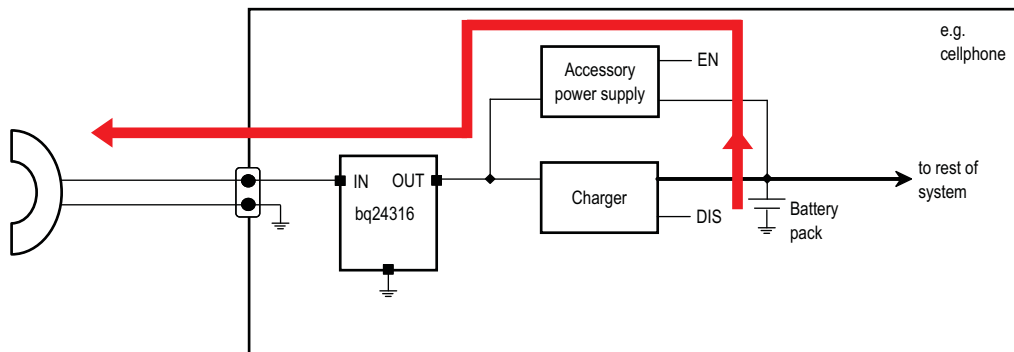 e.g.
cellphone
Accessory
power supply
EN
IN
OUT
bq24316
Charger
DIS
Battery
pack
to rest of
system